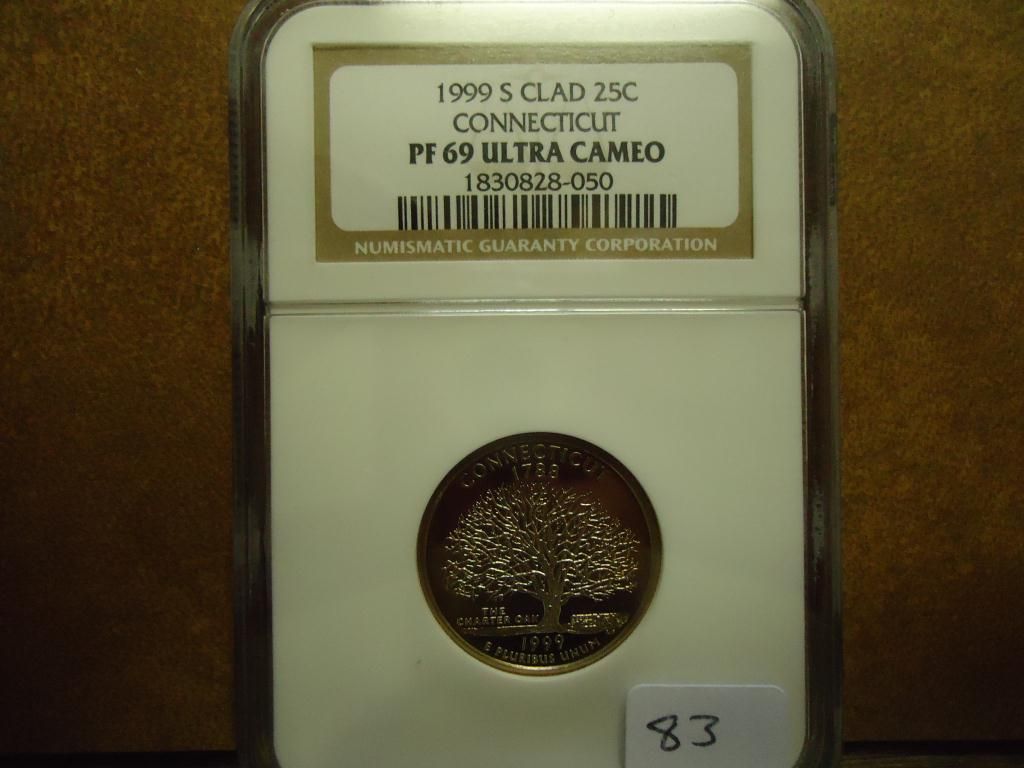 1999 S CLAD 25C
CONNECTICUT
PF 69 ULTRA CAMEO
1830828-050
NUMISMATIC GUARANTY CORPORATION
CONNECTICUT
1788
THE
CHARTER OAK
1999
E PLURIBUS UNUM
83